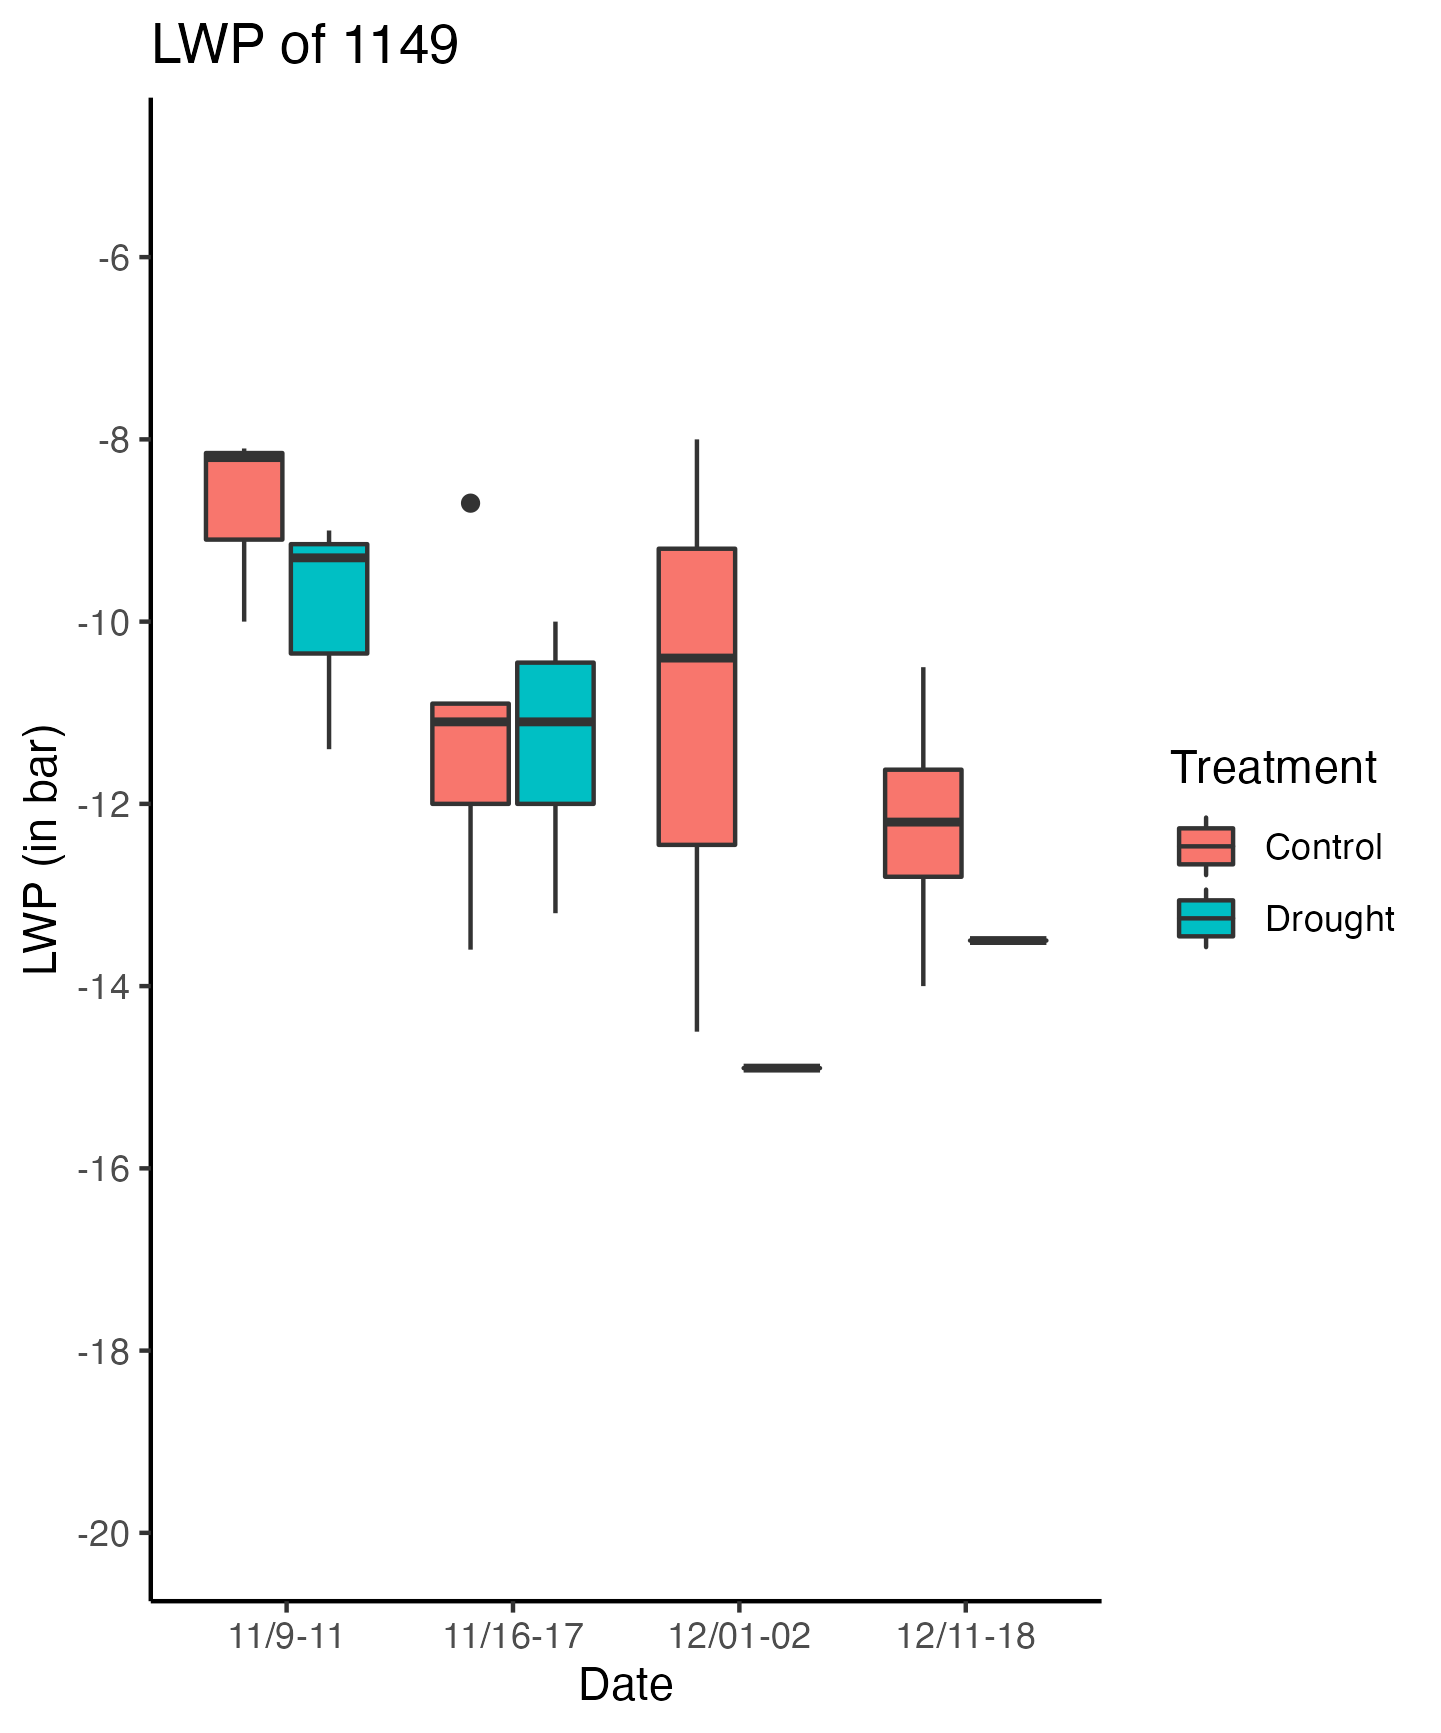 LWP of 1149
LWP (in bar)
-6
-8
-10
-12
-14
-16
-18
-20
11/9-11
11/16-17
12/01-02
12/11-18
Date
Treatment
Control
Drought